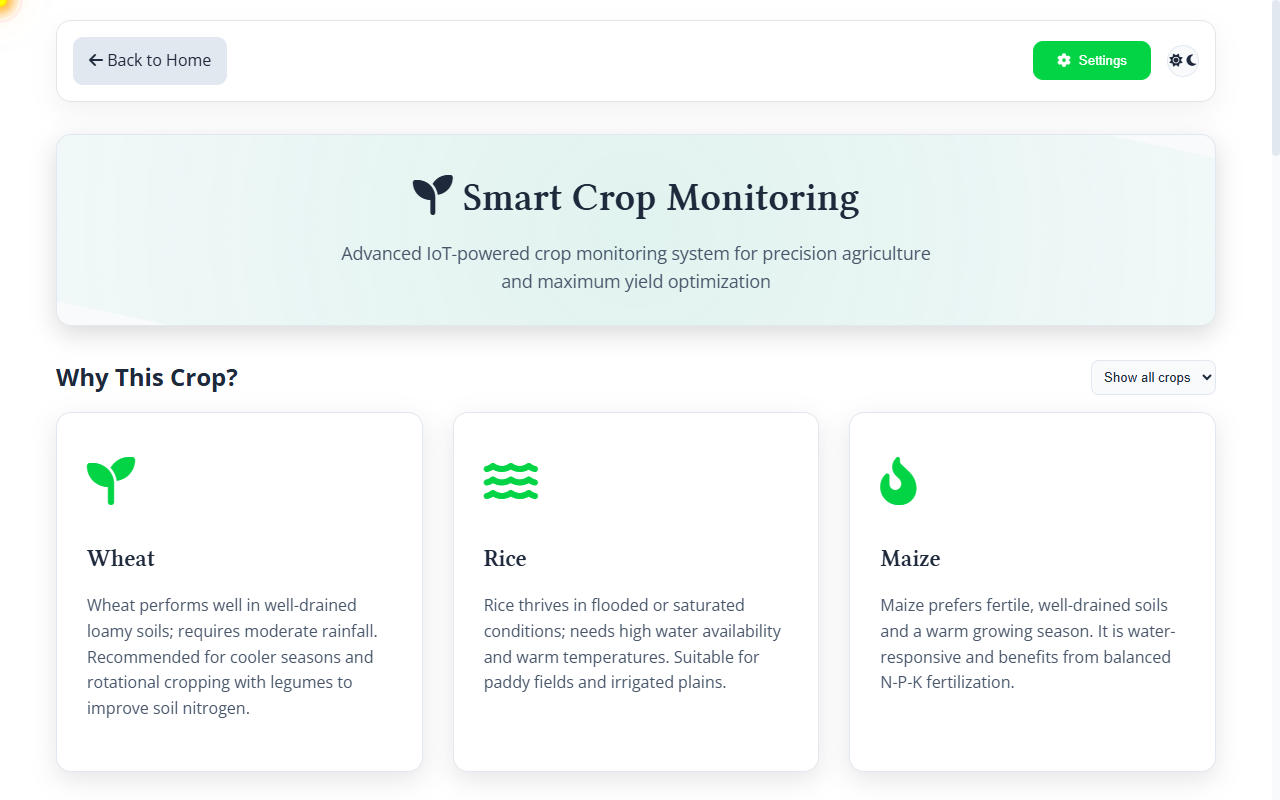 Back to Home
Settings
Smart Crop Monitoring
Advanced IoT-powered crop monitoring system for precision agriculture
and maximum yield optimization
Why This Crop?
Show all crops
Wheat
Wheat performs well in well-drained
loamy soils; requires moderate rainfall.
Recommended for cooler seasons and
rotational cropping with legumes to
improve soil nitrogen.
Rice
Rice thrives in flooded or saturated
conditions; needs high water availability
and warm temperatures. Suitable for
paddy fields and irrigated plains.
Maize
Maize prefers fertile, well-drained soils
and a warm growing season. It is water-
responsive and benefits from balanced
N-P-K fertilization.